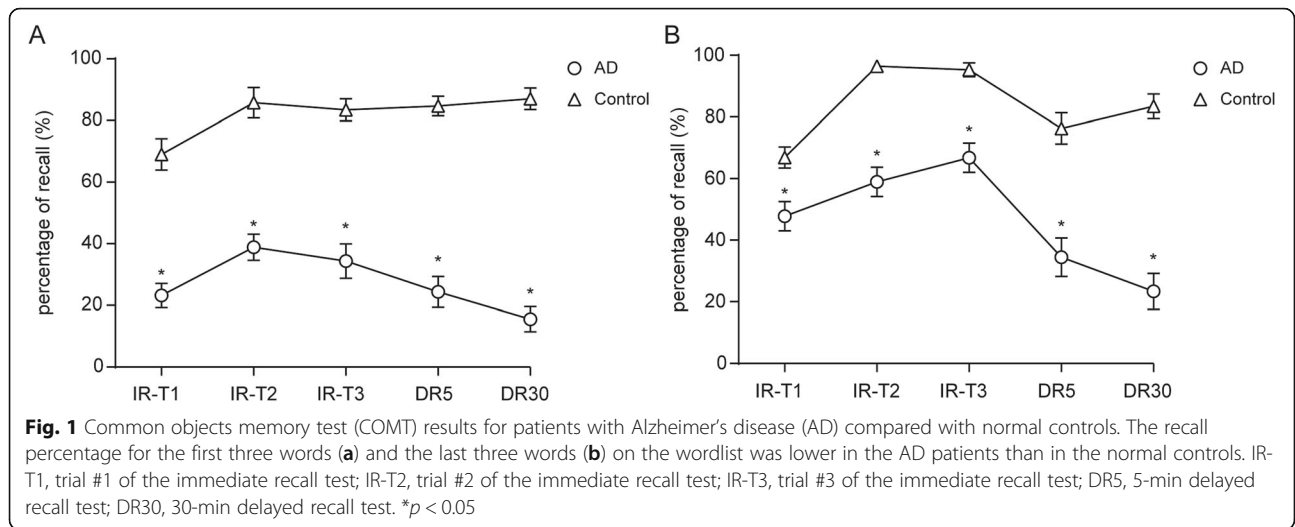 A
B
100
80
60
40
20
0
percentage of recall (%)
AD
Control
*
*
*
*
*
IR-T1 IR-T2 IR-T3 DR5 DR30
100
80
60
40
20
0
percentage of recall (%)
AD
Control
*
*
*
*
*
IR-T1 IR-T2 IR-T3 DR5 DR30
Fig. 1 Common objects memory test (COMT) results for patients with Alzheimer's disease (AD) compared with normal controls. The recall
percentage for the first three words (a) and the last three words (b) on the wordlist was lower in the AD patients than in the normal controls. IR-
T1, trial #1 of the immediate recall test; IR-T2, trial #2 of the immediate recall test; IR-T3, trial #3 of the immediate recall test; DR5, 5-min delayed
recall test; DR30, 30-min delayed recall test. *p < 0.05